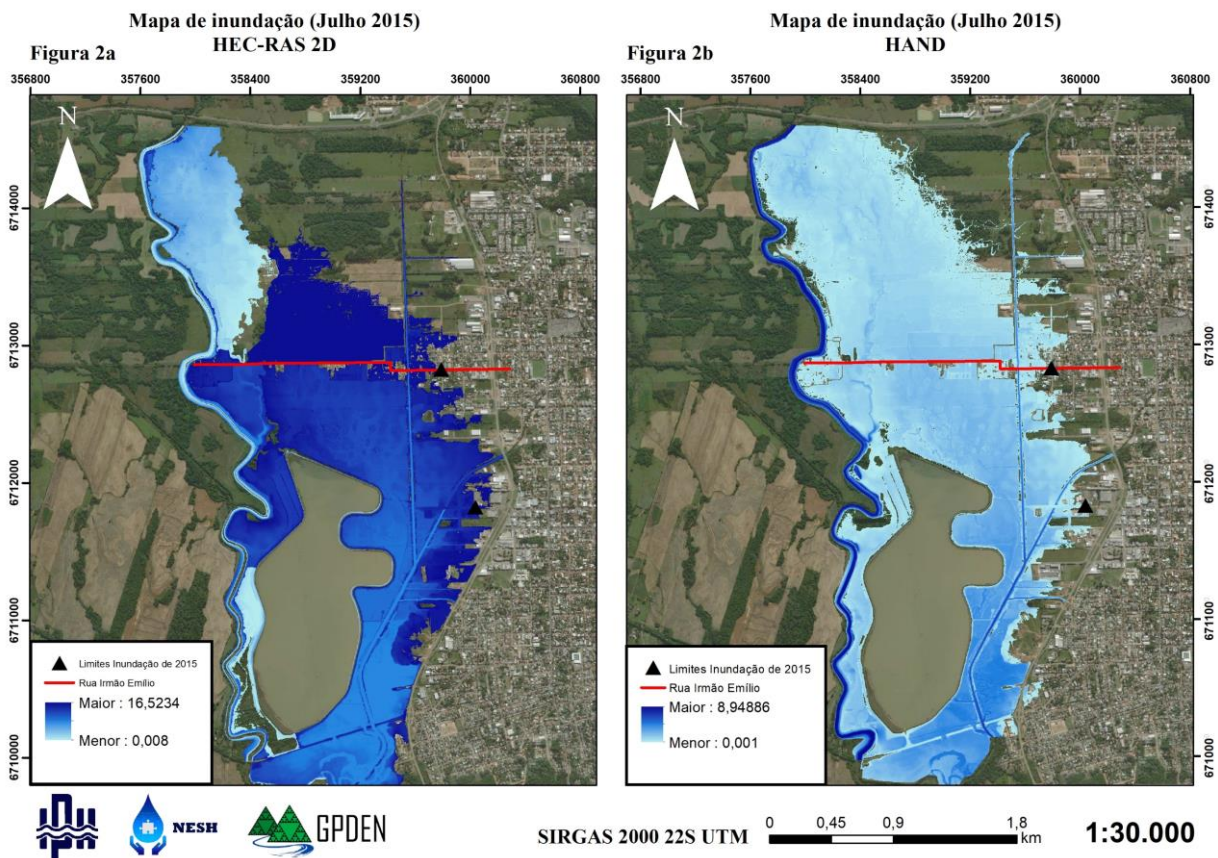 Mapa de inundação (Julho 2015)
HEC-RAS 2D
Figura 2a
356800 357600 358400 359200 360000 360800
N
6714000
6713000
6712000
6711000
6710000
Limites Inundação de 2015
Rua Irmão Emílio
Maior : 16,5234
Menor : 0,008
Mapa de inundação (Julho 2015)
HAND
Figura 2b
356800 357600 358400 359200 360000 360800
N
6714000
6713000
6712000
6711000
6710000
Limites Inundação de 2015
Rua Irmão Emílio
Maior : 8,94886
Menor : 0,001
NESH
GPDEN
SIRGAS 2000 22S UTM
0 0,45 0,9 1,8
km
1:30.000